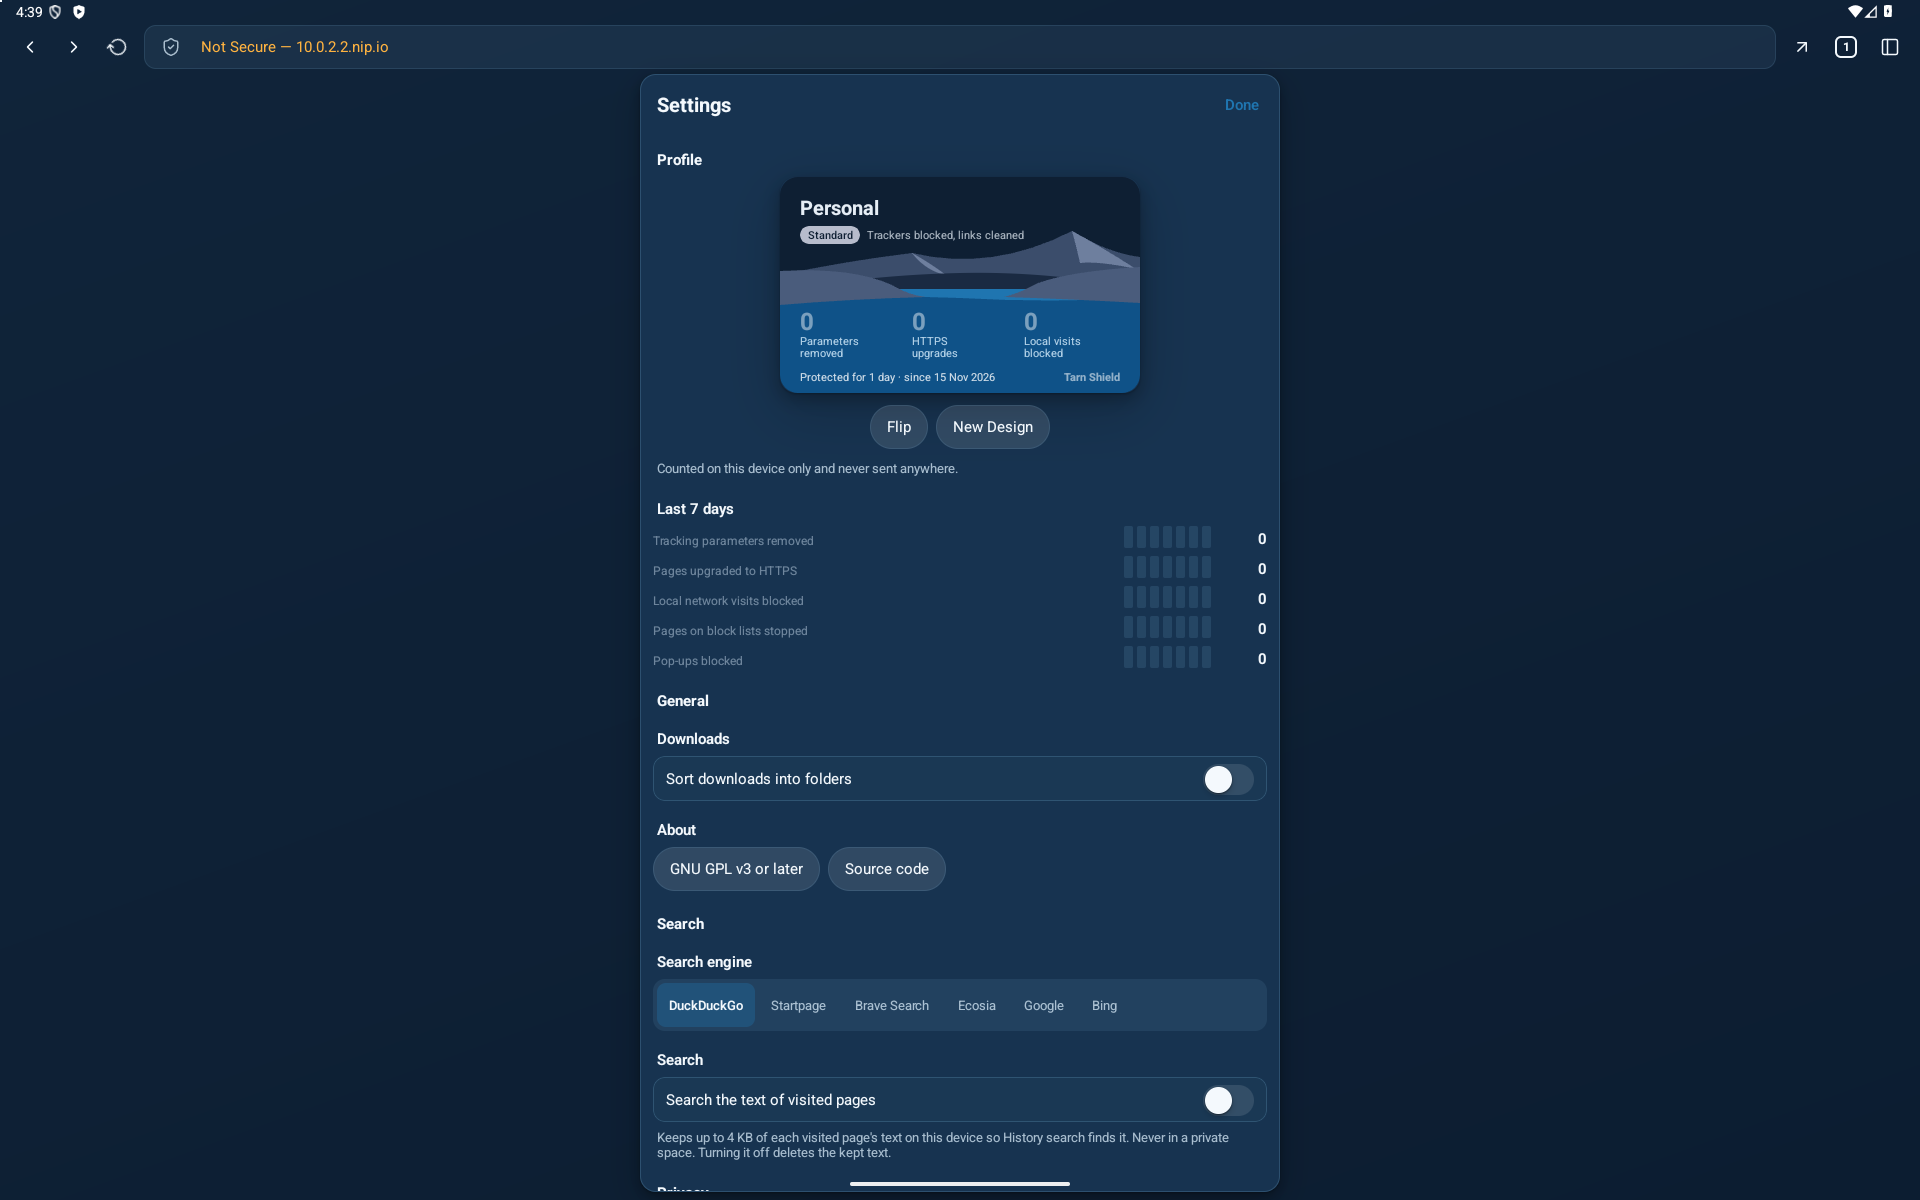 4:39
Not Secure — 10.0.2.2.nip.io
1
Settings
Done
Profile
Personal
Standard
Trackers blocked, links cleaned
0
0
0
Parameters removed
HTTPS upgrades
Local visits blocked
Protected for 1 day · since 15 Nov 2026
Tarn Shield
Flip
New Design
Counted on this device only and never sent anywhere.
Last 7 days
Tracking parameters removed
0
Pages upgraded to HTTPS
0
Local network visits blocked
0
Pages on block lists stopped
0
Pop-ups blocked
0
General
Downloads
Sort downloads into folders
About
GNU GPL v3 or later
Source code
Search
Search engine
DuckDuckGo
Startpage
Brave Search
Ecosia
Google
Bing
Search
Search the text of visited pages
Keeps up to 4 KB of each visited page's text on this device so History search finds it. Never in a private
space. Turning it off deletes the kept text.
Privacy